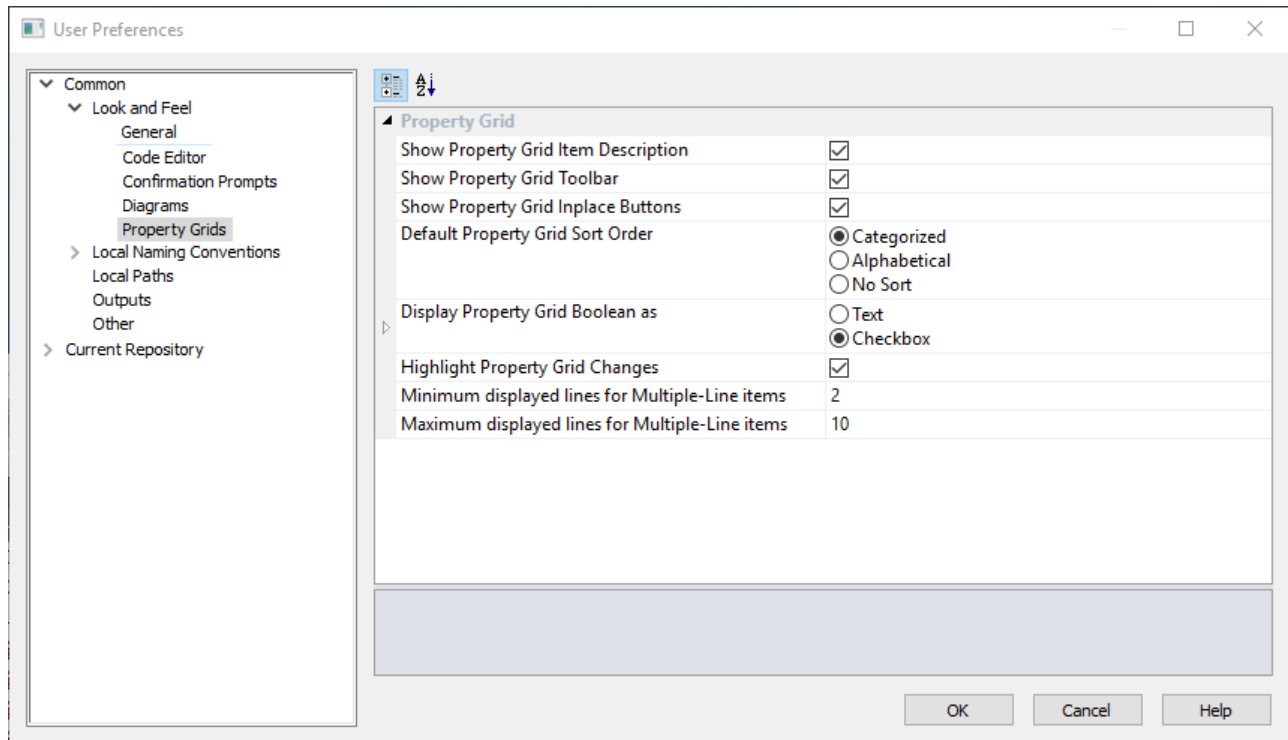 User Preferences
Common
Look and Feel
General
Code Editor
Confirmation Prompts
Diagrams
Property Grids
Local Naming Conventions
Local Paths
Outputs
Other
Current Repository
Property Grid
Show Property Grid Item Description
Show Property Grid Toolbar
Show Property Grid Inplace Buttons
Default Property Grid Sort Order
Categorized
Alphabetical
No Sort
Display Property Grid Boolean as
Text
Checkbox
Highlight Property Grid Changes
Minimum displayed lines for Multiple-Line items 2
Maximum displayed lines for Multiple-Line items 10
OK Cancel Help